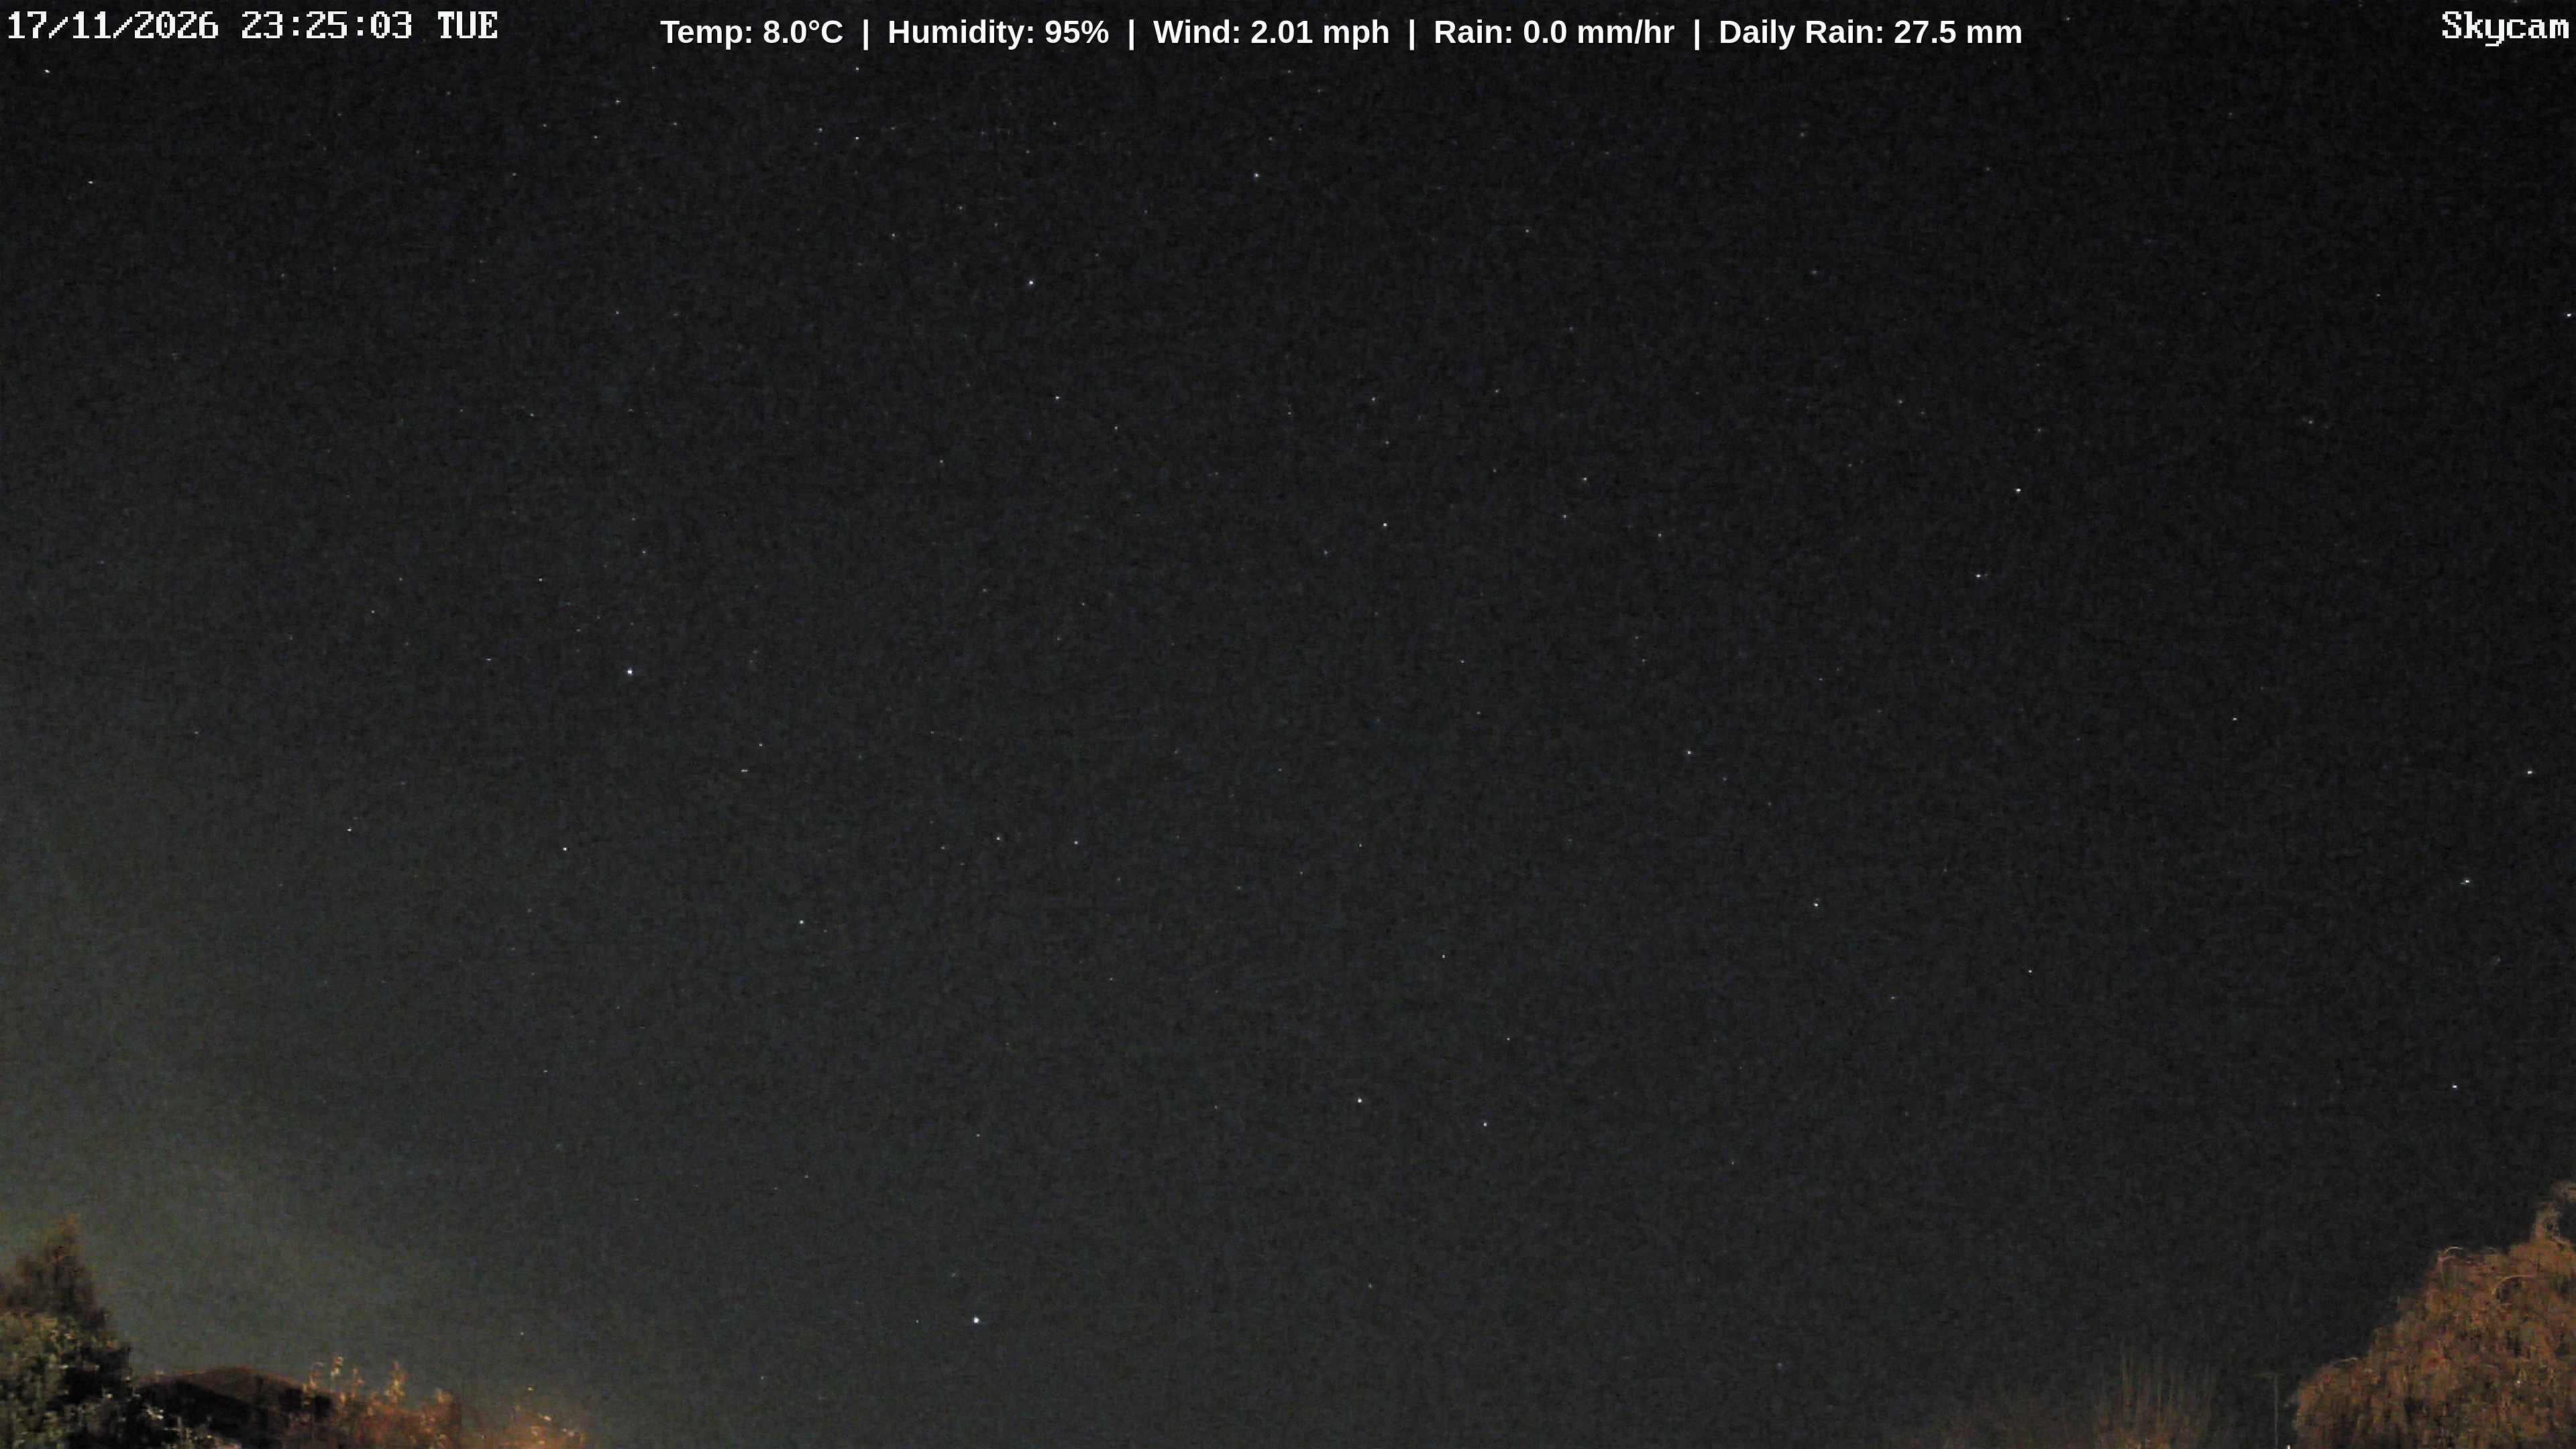 17/11/2026 23:25:03 TUE
Temp: 8.0°C | Humidity: 95% | Wind: 2.01 mph | Rain: 0.0 mm/hr | Daily Rain: 27.5 mm
Skycam